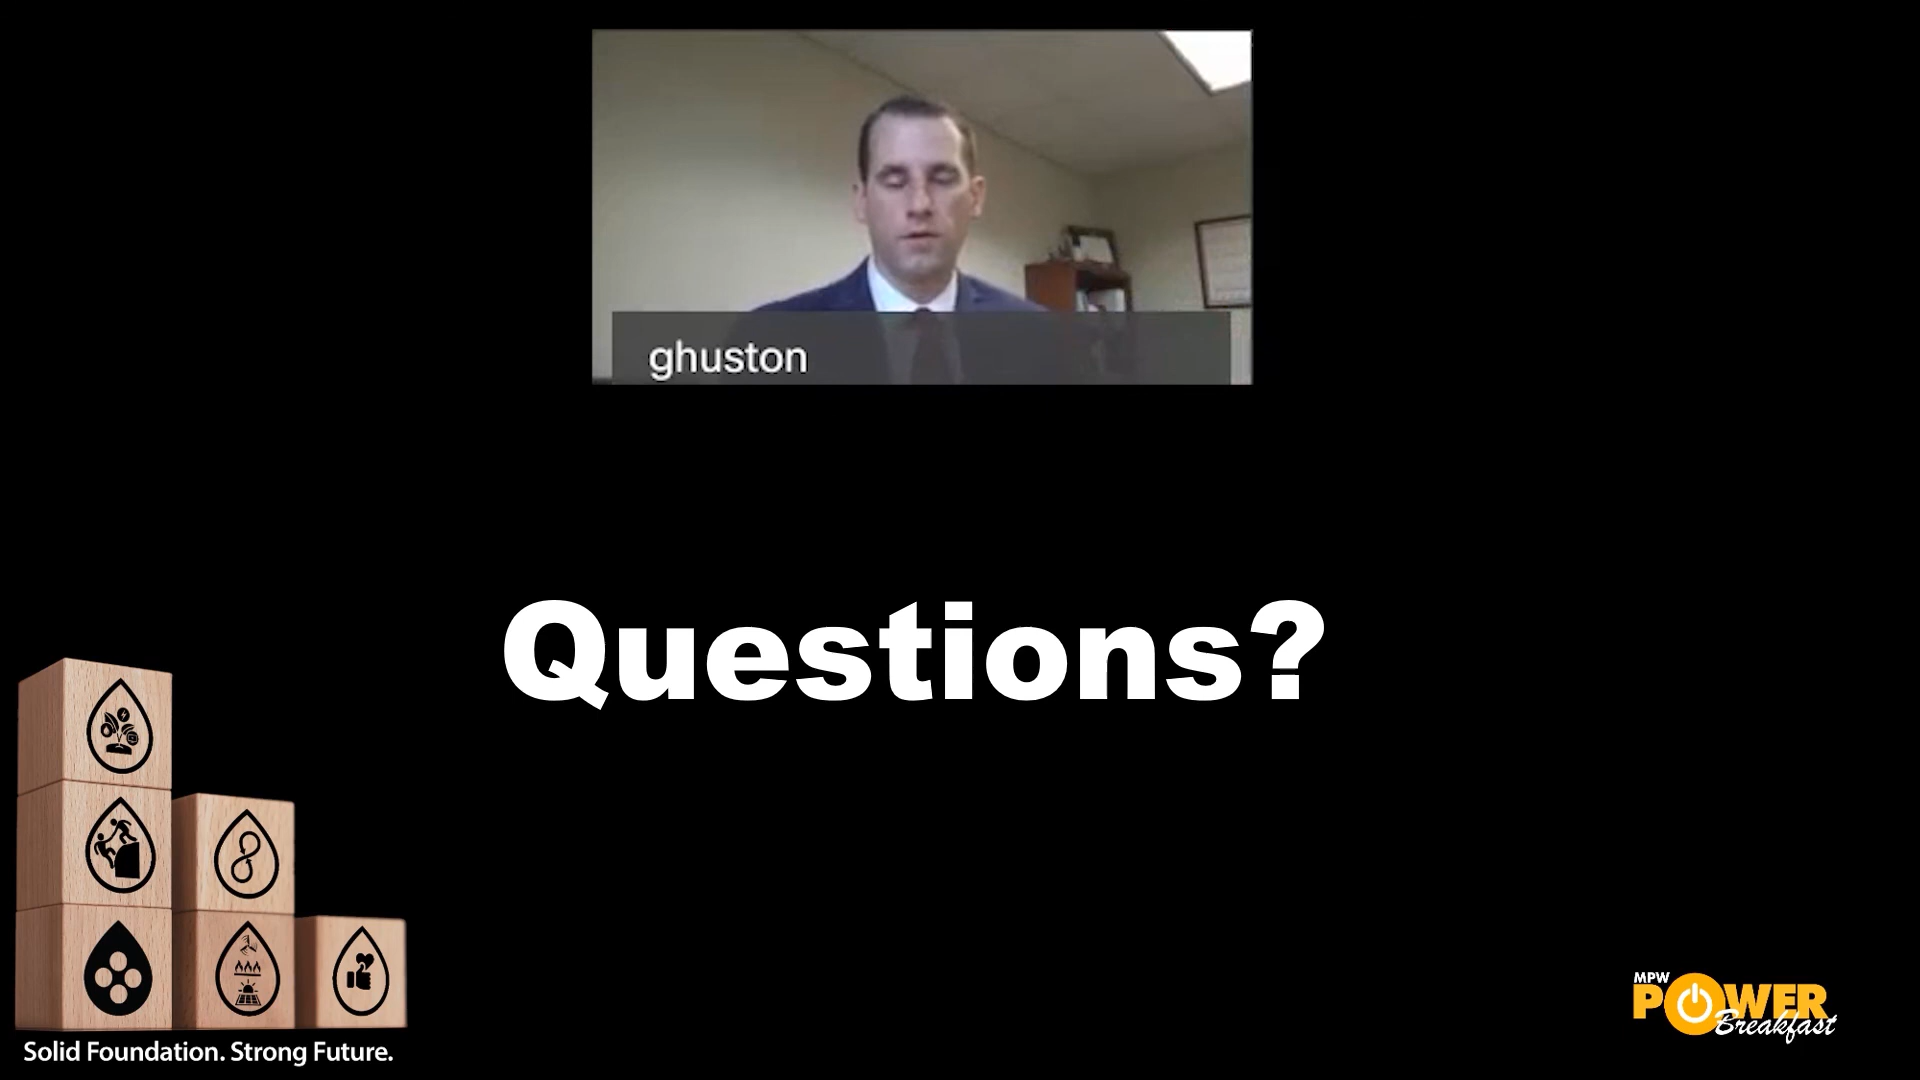 ghuston
Questions?
Solid Foundation. Strong Future.
MPW
POWER
Breakfast